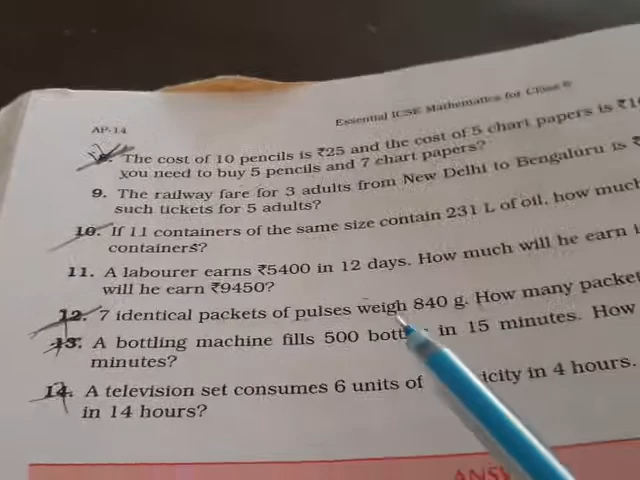 AP-14
Essential ICSE Mathematics for Class 6
8. The cost of 10 pencils is ₹25 and the cost of 5 chart papers is ₹1
you need to buy 5 pencils and 7 chart papers?
9. The railway fare for 3 adults from New Delhi to Bengaluru is ₹
such tickets for 5 adults?
10. If 11 containers of the same size contain 231 L of oil, how much
containers?
11. A labourer earns ₹5400 in 12 days. How much will he earn i
will he earn ₹9450?
12. 7 identical packets of pulses weigh 840 g. How many packet
13. A bottling machine fills 500 bott in 15 minutes. How
minutes?
14. A television set consumes 6 units of icity in 4 hours.
in 14 hours?
ANS